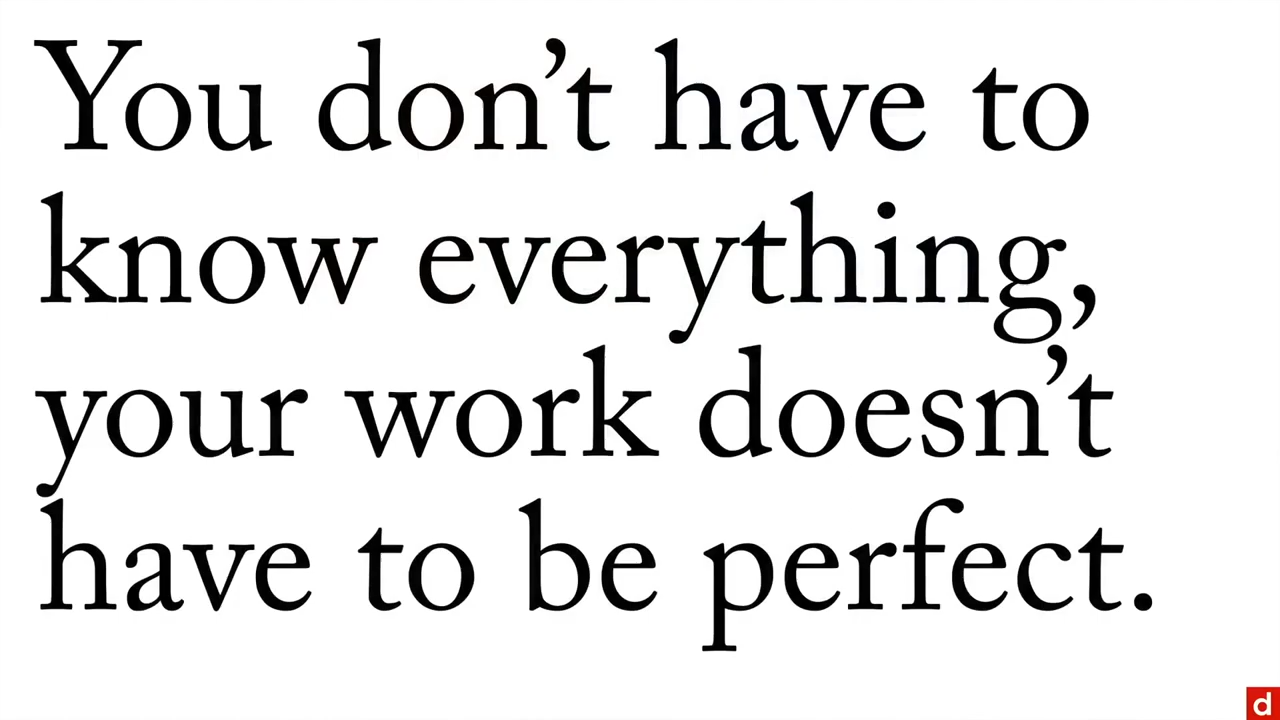 You don’t have to
know everything,
your work doesn’t
have to be perfect.
d